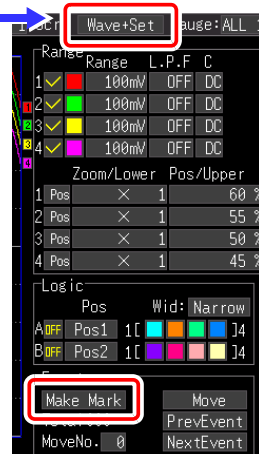 Wave+Set auge:ALL
Range
Range L.P.F C
1 100mV OFF DC
2 100mV OFF DC
3 100mV OFF DC
4 100mV OFF DC
Zoom/Lower Pos/Upper
1 Pos × 1 60 %
2 Pos × 1 55 %
3 Pos × 1 50 %
4 Pos × 1 45 %
Logic
Pos Wid: Narrow
A OFF Pos1 1[ ]4
B OFF Pos2 1[ ]4
Make Mark Move
PrevEvent
MoveNo. 0 NextEvent